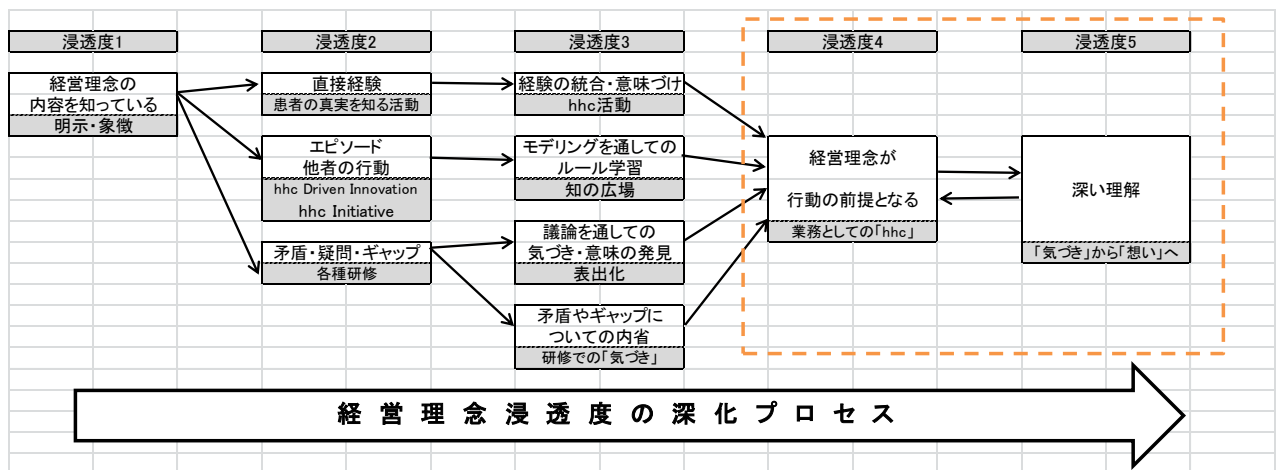 浸透度1
浸透度2
浸透度3
浸透度4
浸透度5
経営理念の
内容を知っている
明示・象徴
直接経験
患者の真実を知る活動
エピソード
他者の行動
hhc Driven Innovation
hhc Initiative
矛盾・疑問・ギャップ
各種研修
経験の統合・意味づけ
hhc活動
モデリングを通しての
ルール学習
知の広場
議論を通しての
気づき・意味の発見
表出化
矛盾やギャップに
ついての内省
研修での「気づき」
経営理念が
行動の前提となる
業務としての「hhc」
深い理解
「気づき」から「想い」へ
経営理念浸透度の深化プロセス